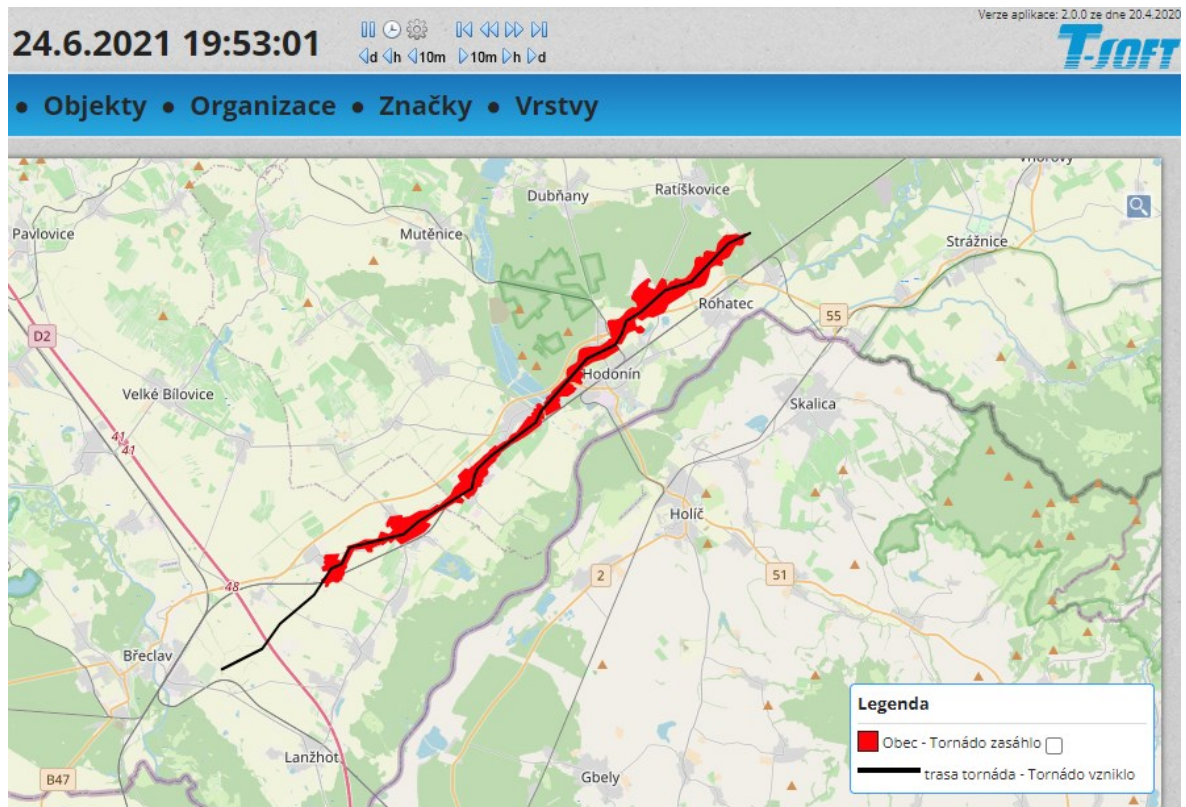 Verze aplikace: 2.0.0 ze dne 20.4.2020
24.6.2021 19:53:01
d h 10m 10m h d
T-SOFT
• Objekty • Organizace • Značky • Vrstvy
Ratíškovice
Dubňany
Pavlovice
Mutěnice
Strážnice
Rohatec
55
D2
Hodonín
Velké Bílovice
Skalica
41
41
Holíč
2
51
48
Břeclav
Lanžhot
Gbely
B47
Legenda
Obec - Tornádo zasáhlo
trasa tornáda - Tornádo vzniklo